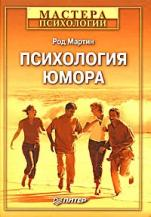 МАСТЕРА
ПСИХОЛОГИИ
Род Мартин
ПСИХОЛОГИЯ
ЮМОРА
ПИТЕР